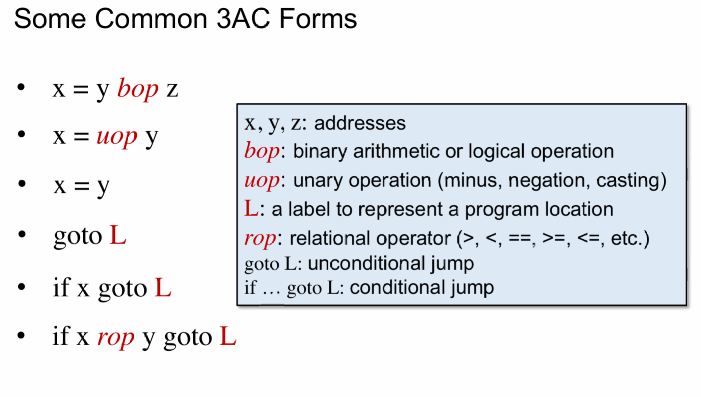 Some Common 3AC Forms
• x = y bop z
• x = uop y
• x = y
• goto L
• if x goto L
• if x rop y goto L
x, y, z: addresses
bop: binary arithmetic or logical operation
uop: unary operation (minus, negation, casting)
L: a label to represent a program location
rop: relational operator (>, <, ==, >=, <=, etc.)
goto L: unconditional jump
if … goto L: conditional jump